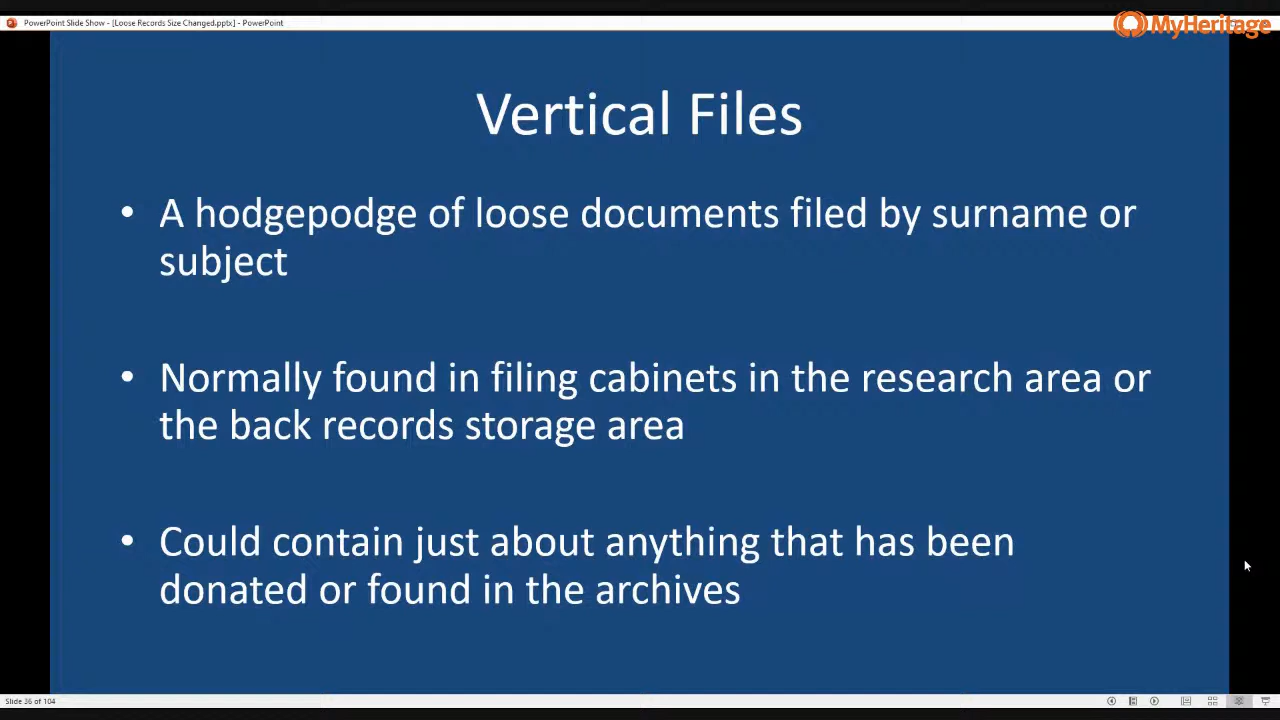 PowerPoint Slide Show - [Loose Records Size Changed.pptx] - PowerPoint
MyHeritage
Vertical Files
• A hodgepodge of loose documents filed by surname or
subject
• Normally found in filing cabinets in the research area or
the back records storage area
• Could contain just about anything that has been
donated or found in the archives
Slide 36 of 104